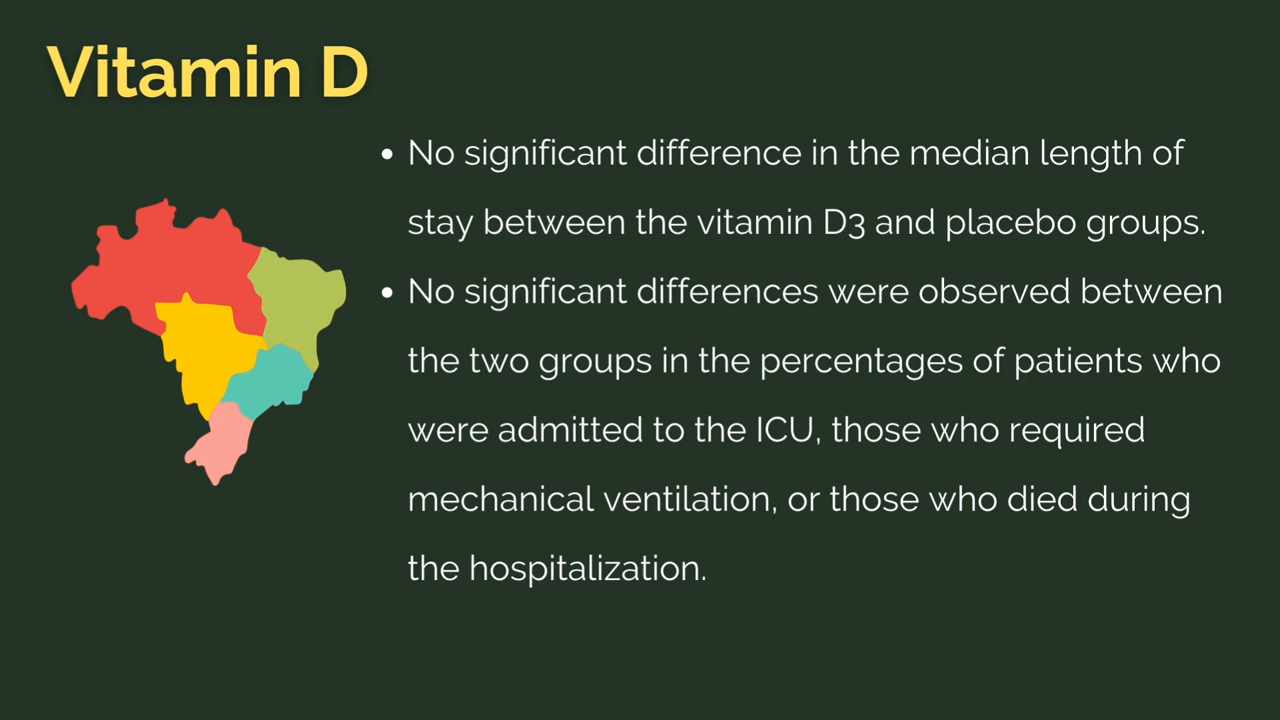 Vitamin D
• No significant difference in the median length of
stay between the vitamin D3 and placebo groups.
• No significant differences were observed between
the two groups in the percentages of patients who
were admitted to the ICU, those who required
mechanical ventilation, or those who died during
the hospitalization.